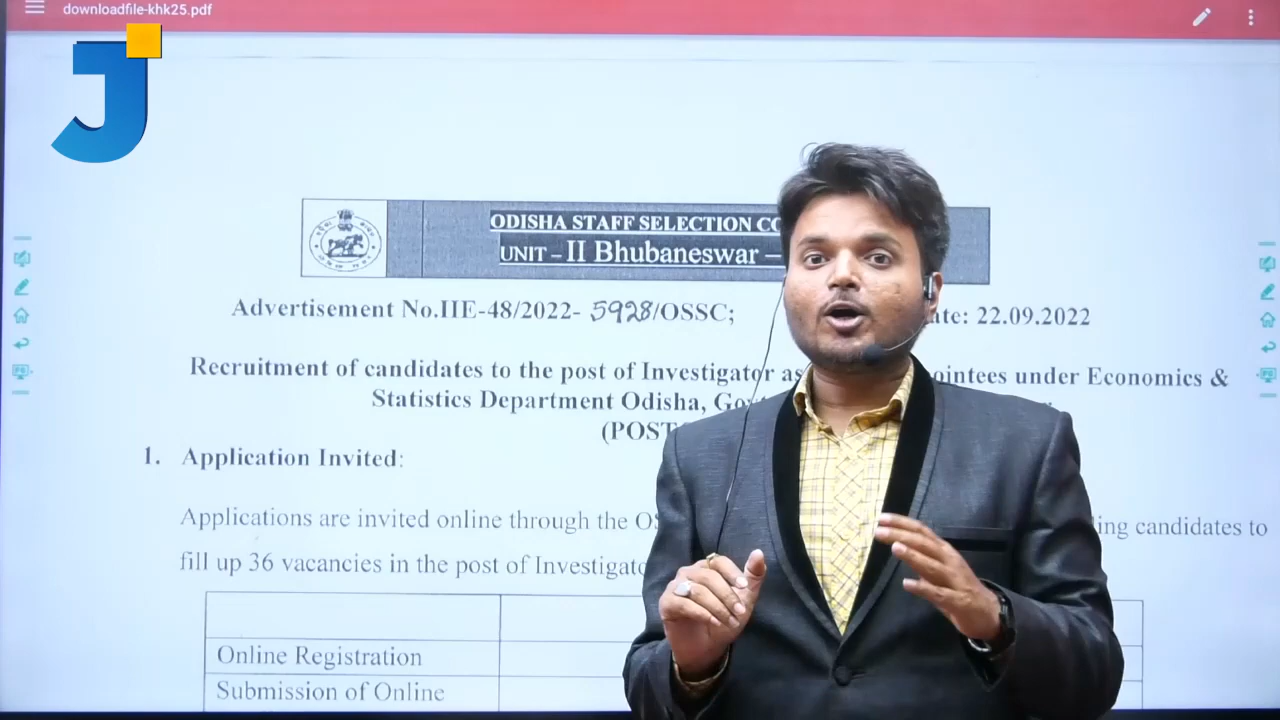 downloadfile-khk25.pdf
J
ODISHA STAFF SELECTION CO
UNIT – II Bhubaneswar –
Advertisement No.IIE-48/2022- 5928/OSSC; ate: 22.09.2022
Recruitment of candidates to the post of Investigator as ointees under Economics &
Statistics Department Odisha, Gov
(POST
1. Application Invited:
Applications are invited online through the OS ing candidates to
fill up 36 vacancies in the post of Investigato
Online Registration
Submission of Online